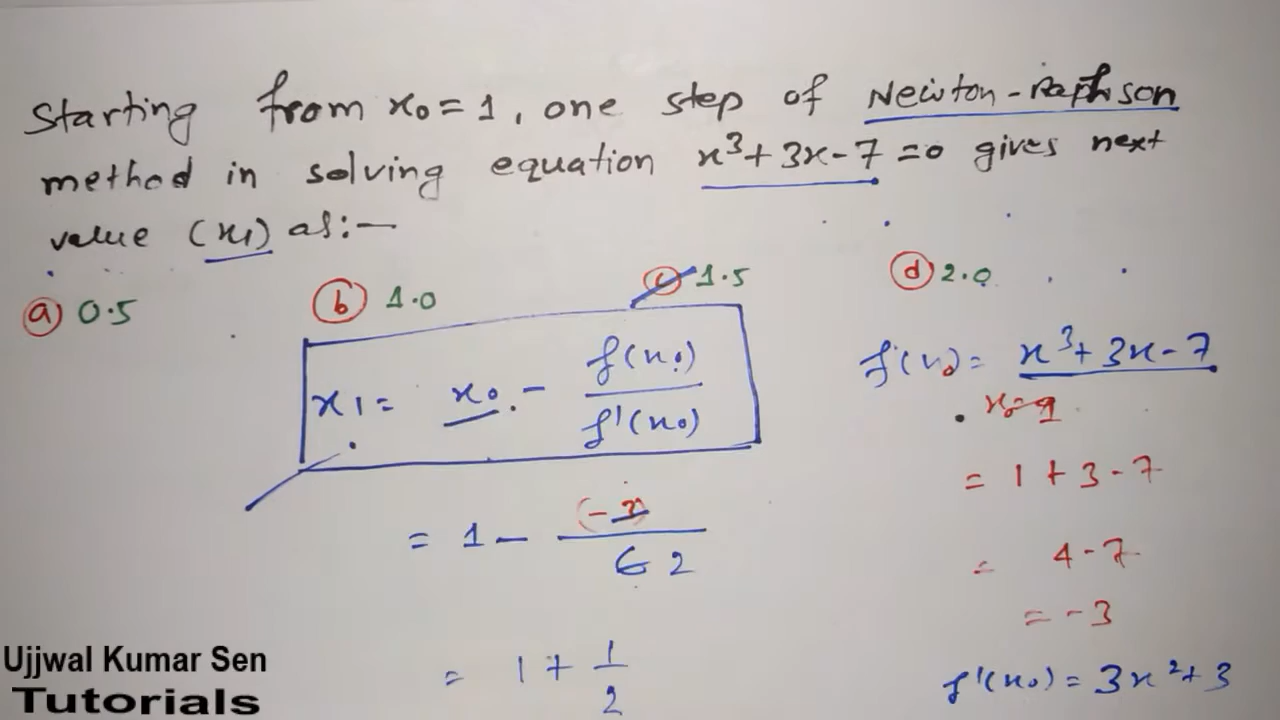 Starting from x₀ = 1, one step of Newton-Raphson
method in solving equation x³ + 3x - 7 = 0 gives next
value (x₁) as:-
(a) 0.5 (b) 1.0 (c) 1.5 (d) 2.0
x₁ = x₀ - f(x₀)/f'(x₀)
= 1 - (-3)/6 2
= 1 + 1/2
f(x₀) = x³ + 3x - 7
x₀ = 1
= 1 + 3 - 7
= 4 - 7
= -3
f'(x₀) = 3x² + 3
Ujjwal Kumar Sen
Tutorials